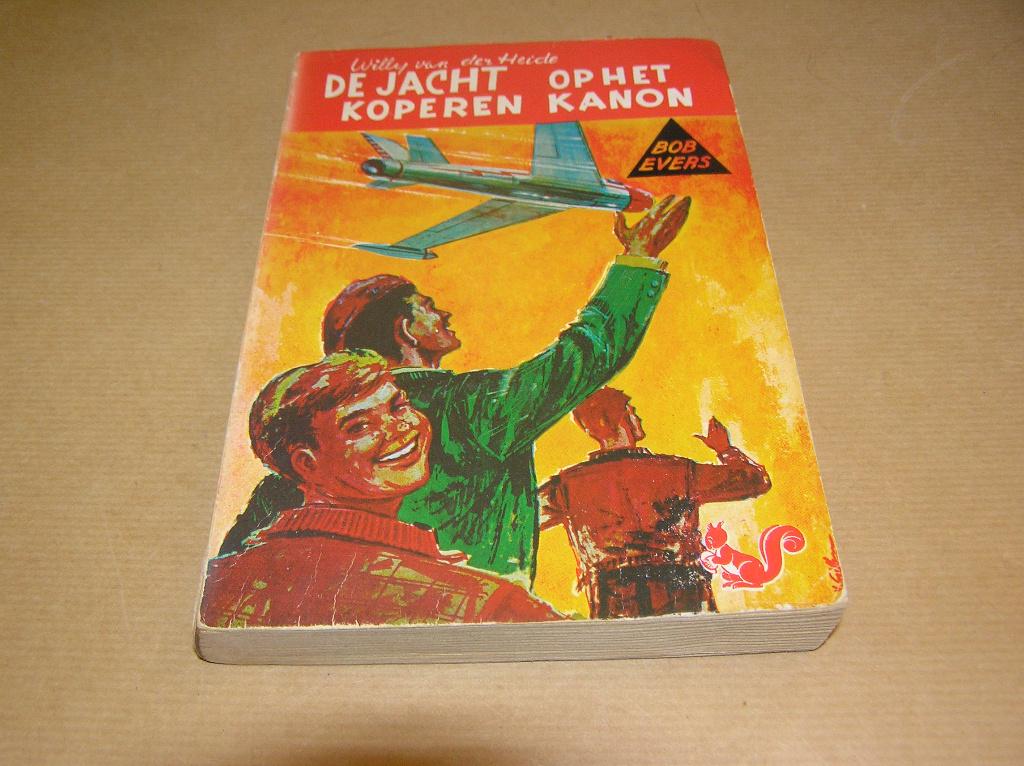 Willy van der Heide
DE JACHT OP HET
KOPEREN KANON
BOB
EVERS